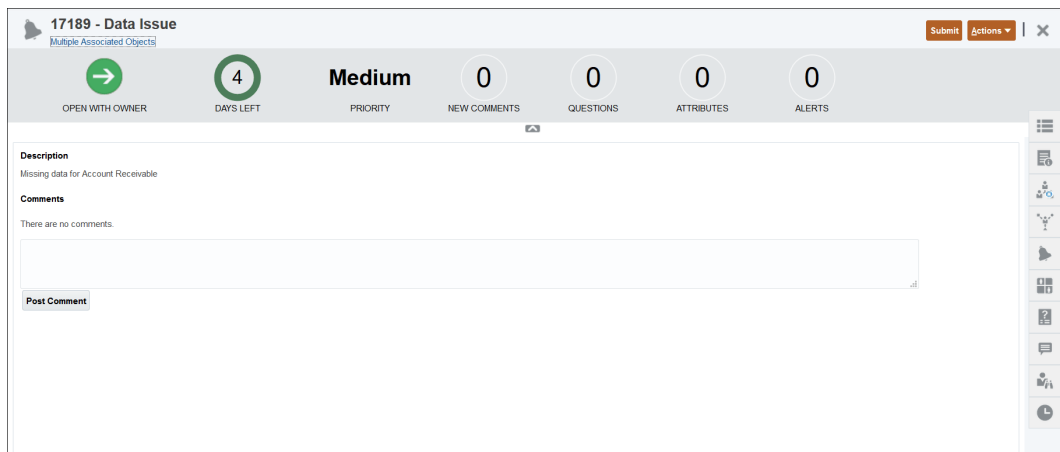 17189 - Data Issue
Multiple Associated Objects
Submit
Actions
4
Medium
0
0
0
0
OPEN WITH OWNER
DAYS LEFT
PRIORITY
NEW COMMENTS
QUESTIONS
ATTRIBUTES
ALERTS
Description
Missing data for Account Receivable
Comments
There are no comments.
Post Comment